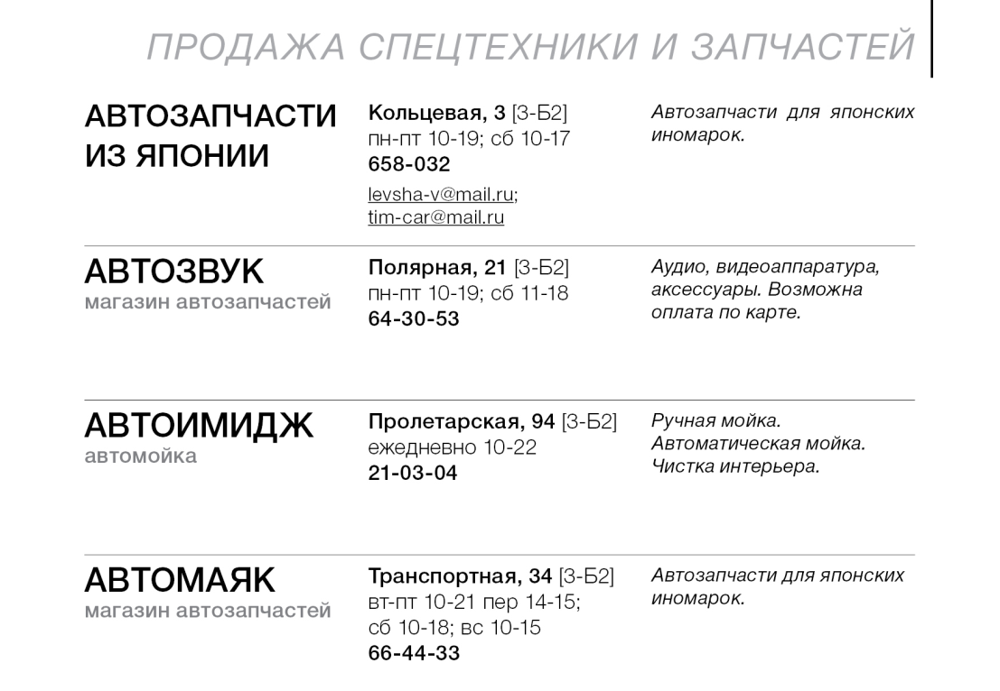 ПРОДАЖА СПЕЦТЕХНИКИ И ЗАПЧАСТЕЙ
АВТОЗАПЧАСТИ
ИЗ ЯПОНИИ
Кольцевая, 3 [3-Б2]
пн-пт 10-19; сб 10-17
658-032
levsha-v@mail.ru;
tim-car@mail.ru
Автозапчасти для японских
иномарок.
АВТОЗВУК
магазин автозапчастей
Полярная, 21 [3-Б2]
пн-пт 10-19; сб 11-18
64-30-53
Аудио, видеоаппаратура,
аксессуары. Возможна
оплата по карте.
АВТОИМИДЖ
автомойка
Пролетарская, 94 [3-Б2]
ежедневно 10-22
21-03-04
Ручная мойка.
Автоматическая мойка.
Чистка интерьера.
АВТОМАЯК
магазин автозапчастей
Транспортная, 34 [3-Б2]
вт-пт 10-21 пер 14-15;
сб 10-18; вс 10-15
66-44-33
Автозапчасти для японских
иномарок.